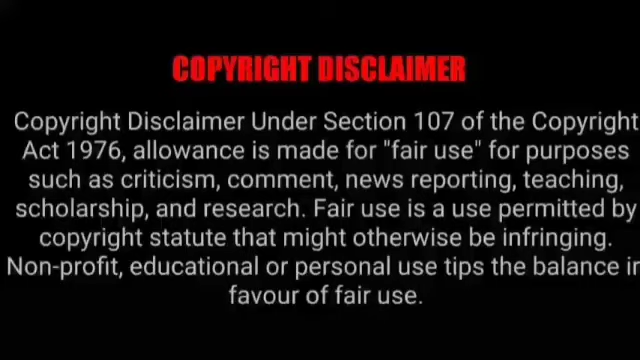 COPYRIGHT DISCLAIMER
Copyright Disclaimer Under Section 107 of the Copyright
Act 1976, allowance is made for "fair use" for purposes
such as criticism, comment, news reporting, teaching,
scholarship, and research. Fair use is a use permitted by
copyright statute that might otherwise be infringing.
Non-profit, educational or personal use tips the balance in
favour of fair use.